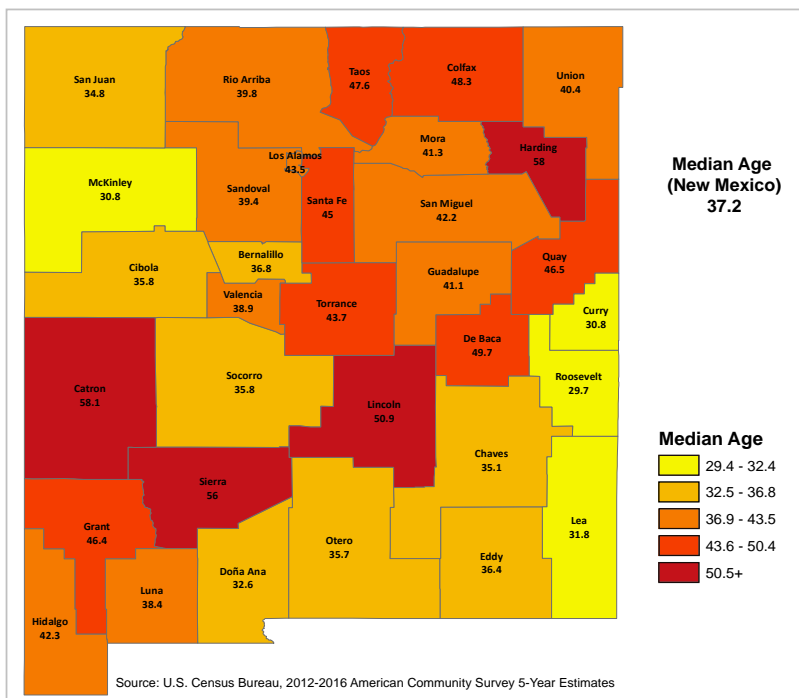 San Juan
34.8
Rio Arriba
39.8
Taos
47.6
Colfax
48.3
Union
40.4
Mora
41.3
Harding
58
Los Alamos
43.5
McKinley
30.8
Sandoval
39.4
Santa Fe
45
San Miguel
42.2
Median Age
(New Mexico)
37.2
Cibola
35.8
Bernalillo
36.8
Quay
46.5
Guadalupe
41.1
Valencia
38.9
Torrance
43.7
Curry
30.8
De Baca
49.7
Catron
58.1
Socorro
35.8
Roosevelt
29.7
Lincoln
50.9
Chaves
35.1
Sierra
56
Grant
46.4
Lea
31.8
Otero
35.7
Eddy
36.4
Doña Ana
32.6
Luna
38.4
Hidalgo
42.3
Median Age
29.4 - 32.4
32.5 - 36.8
36.9 - 43.5
43.6 - 50.4
50.5+
Source: U.S. Census Bureau, 2012-2016 American Community Survey 5-Year Estimates